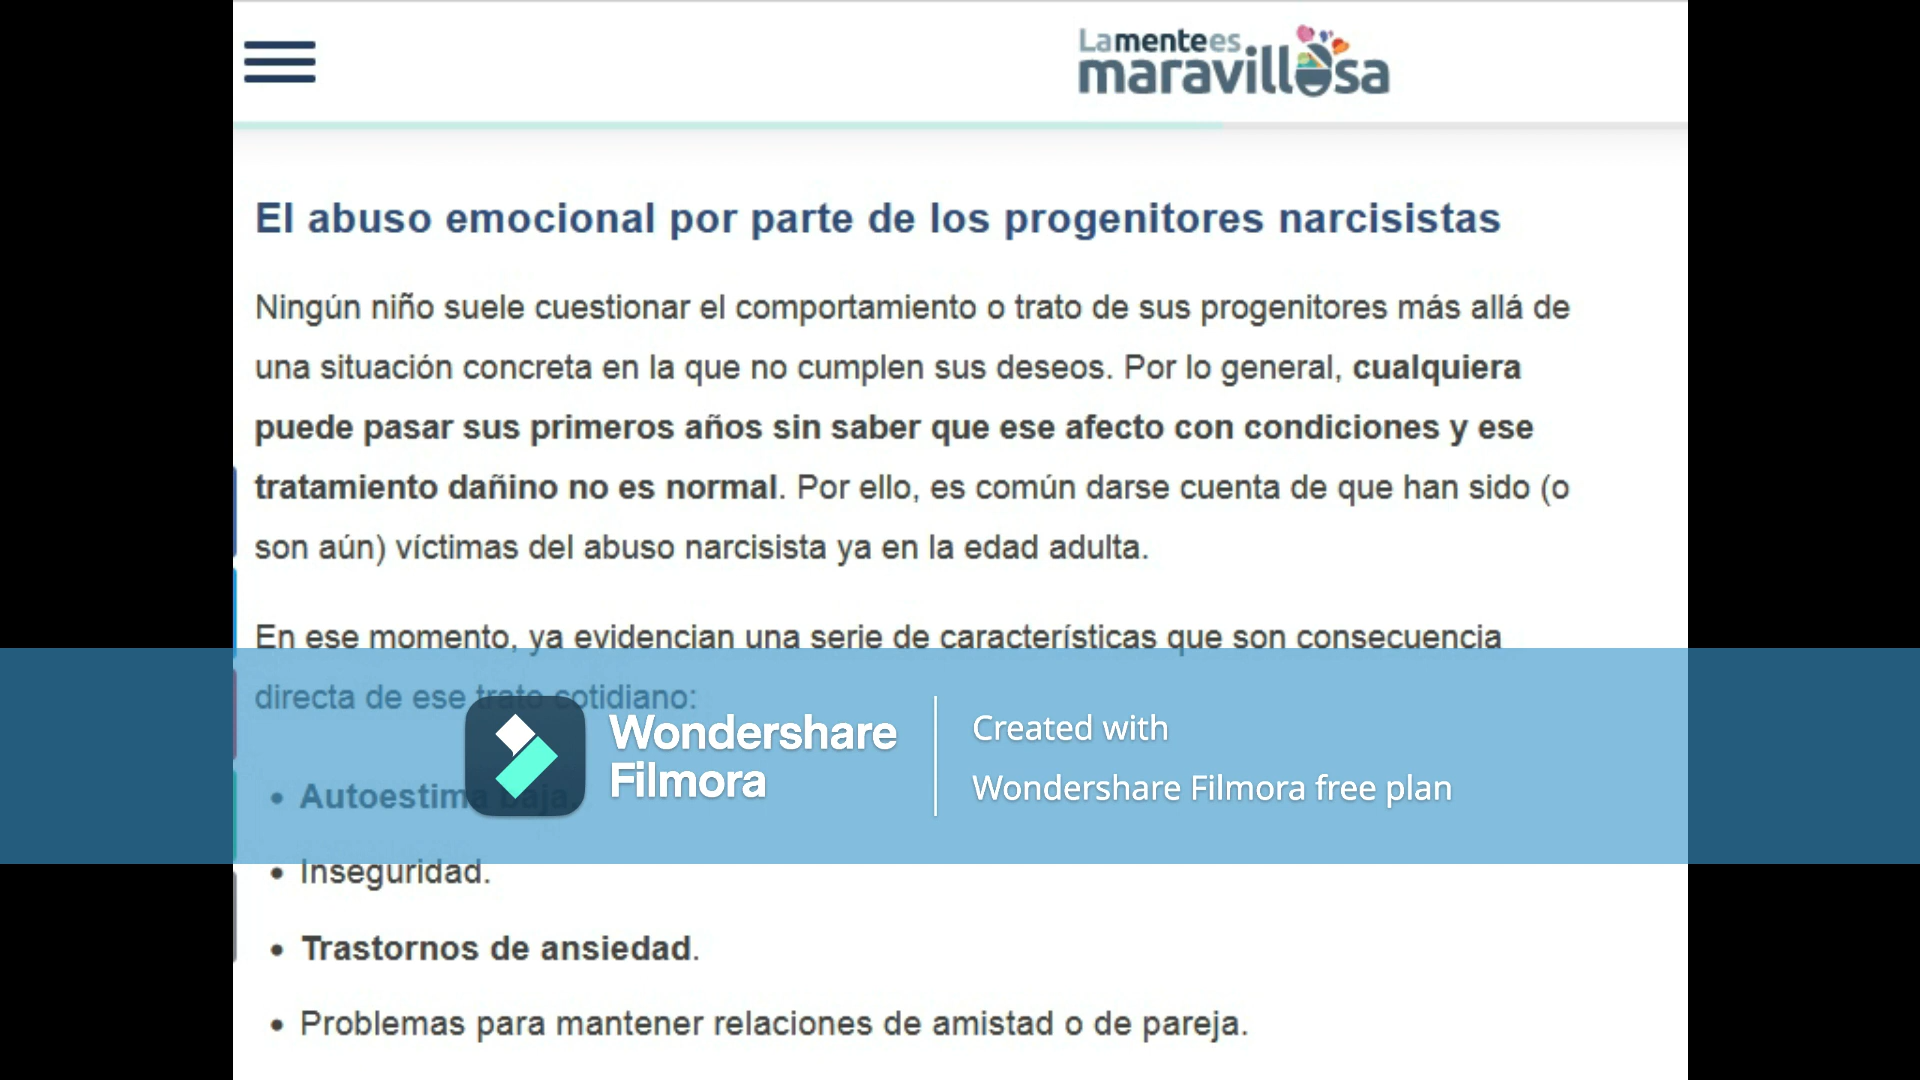 Lamentees
maravillosa
El abuso emocional por parte de los progenitores narcisistas
Ningún niño suele cuestionar el comportamiento o trato de sus progenitores más allá de
una situación concreta en la que no cumplen sus deseos. Por lo general, cualquiera
puede pasar sus primeros años sin saber que ese afecto con condiciones y ese
tratamiento dañino no es normal. Por ello, es común darse cuenta de que han sido (o
son aún) víctimas del abuso narcisista ya en la edad adulta.
En ese momento, ya evidencian una serie de características que son consecuencia
directa de ese trato cotidiano:
Wondershare
Filmora
Created with
Wondershare Filmora free plan
• Autoestima baja.
• Inseguridad.
• Trastornos de ansiedad.
• Problemas para mantener relaciones de amistad o de pareja.